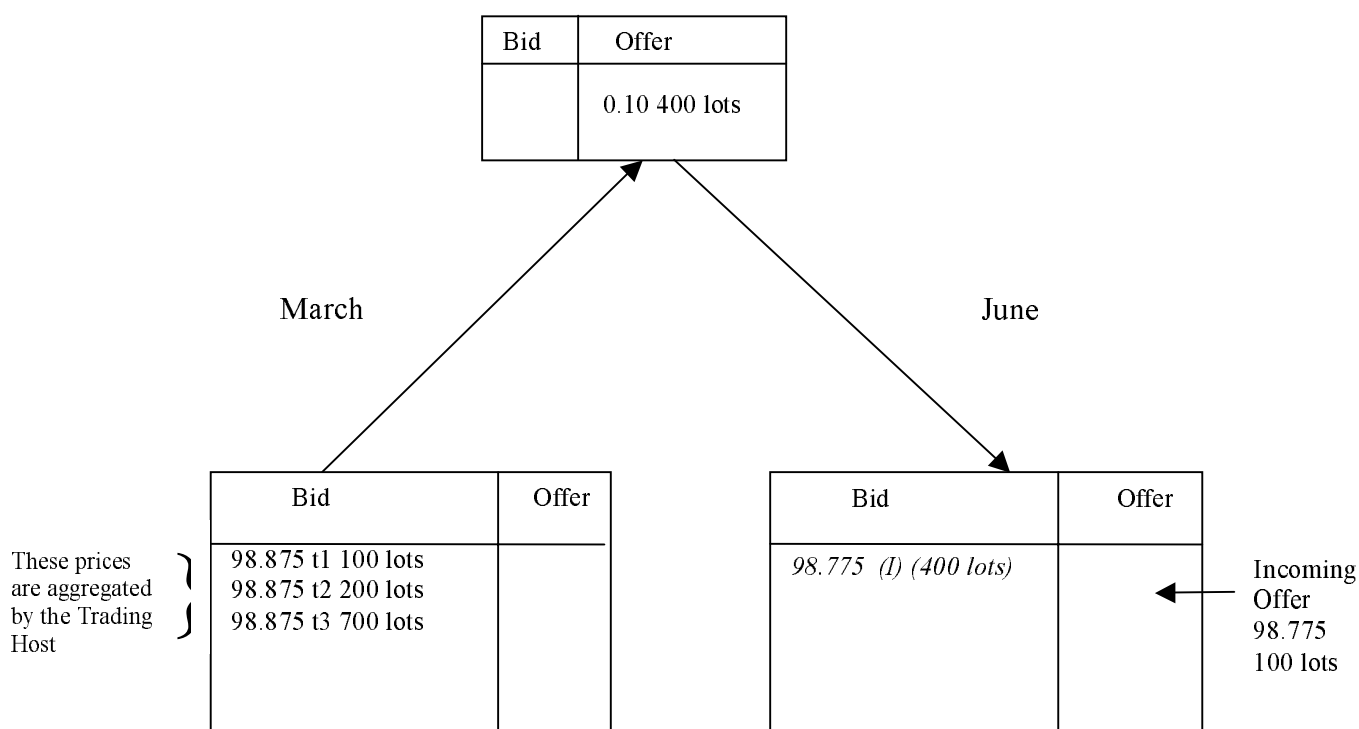 Bid Offer
0.10 400 lots
March
June
Bid Offer
98.875 t1 100 lots
98.875 t2 200 lots
98.875 t3 700 lots
These prices
are aggregated
by the Trading
Host
Bid Offer
98.775 (I) (400 lots)
Incoming
Offer
98.775
100 lots